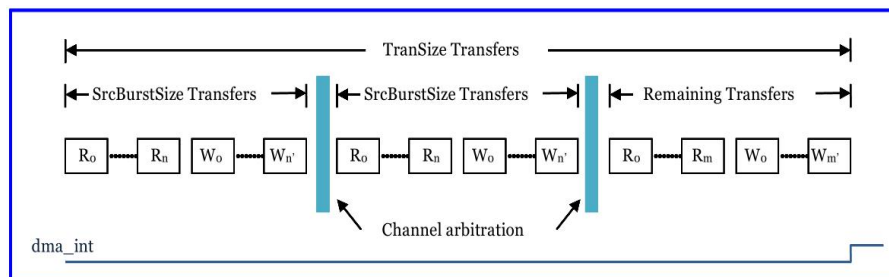 TranSize Transfers
SrcBurstSize Transfers SrcBurstSize Transfers Remaining Transfers
R₀ Rₙ W₀ Wₙ' R₀ Rₙ W₀ Wₙ' R₀ Rₘ W₀ Wₘ'
Channel arbitration
dma_int